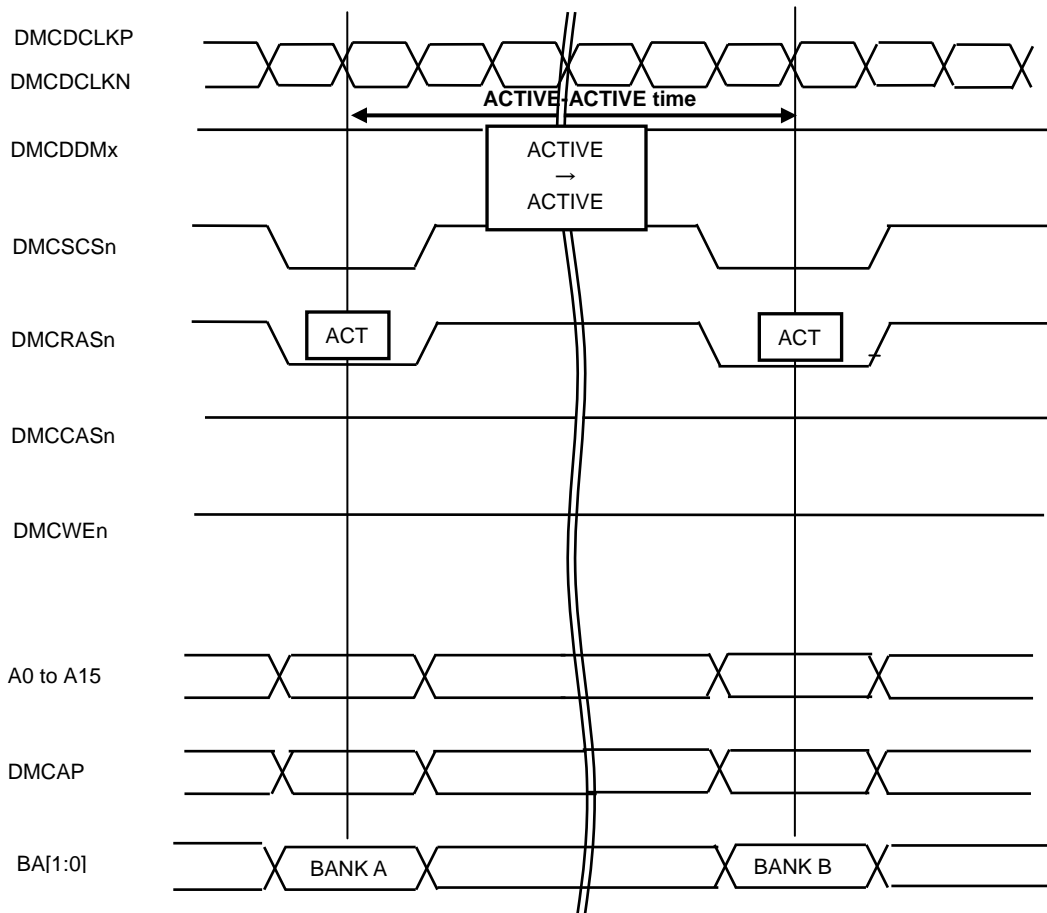 DMCDCLKP
DMCDCLKN
ACTIVE-ACTIVE time
DMCDDMx
ACTIVE
→
ACTIVE
DMCSCSn
DMCRASn
ACT
ACT
DMCCASn
DMCWEn
A0 to A15
DMCAP
BA[1:0]
BANK A
BANK B